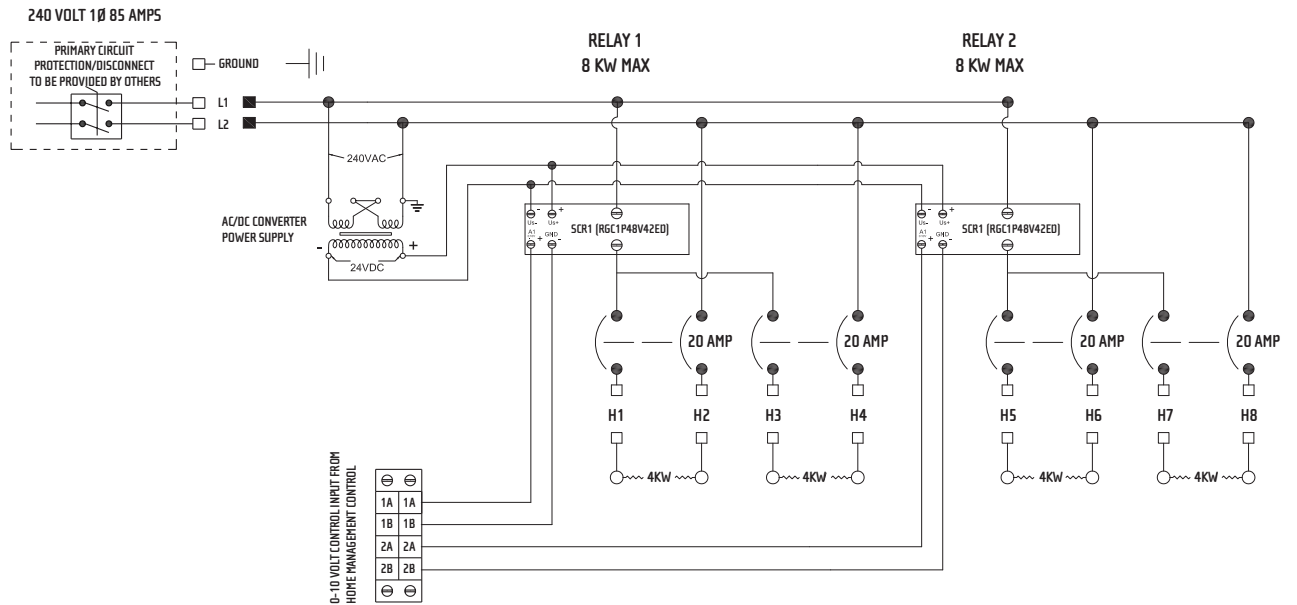 240 VOLT 1Ø 85 AMPS
PRIMARY CIRCUIT
PROTECTION/DISCONNECT
TO BE PROVIDED BY OTHERS
GROUND
L1
L2
RELAY 1
8 KW MAX
RELAY 2
8 KW MAX
240VAC
AC/DC CONVERTER
POWER SUPPLY
- +
24VDC
- +
Us- Us+
A1 + GND -
SCR1 (RGC1P48V42ED)
- +
Us- Us+
A1 + GND -
SCR1 (RGC1P48V42ED)
20 AMP
20 AMP
20 AMP
20 AMP
H1
H2
H3
H4
H5
H6
H7
H8
4KW
4KW
4KW
4KW
0-10 VOLT CONTROL INPUT FROM
HOME MANAGEMENT CONTROL
1A 1A
1B 1B
2A 2A
2B 2B